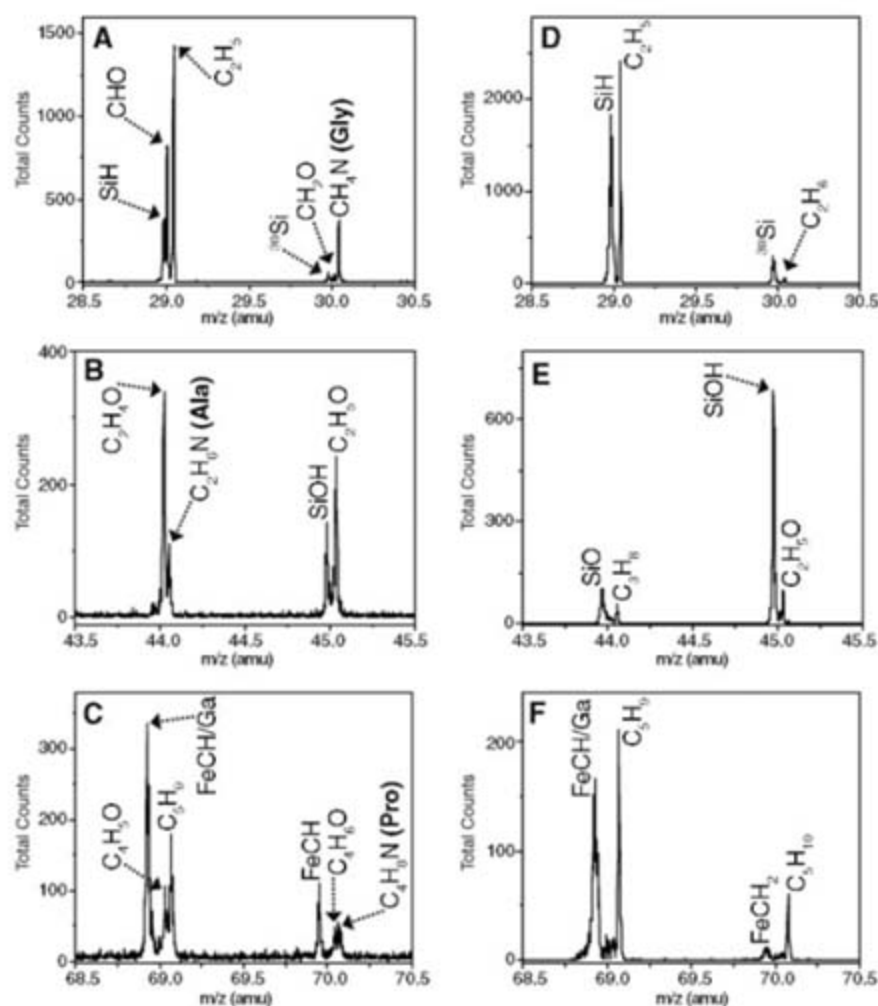 A
1500
1000
500
0
Total Counts
SiH
CHO
C₂H₅
³⁰Si
CH₂O
CH₄N (Gly)
28.5 29.0 29.5 30.0 30.5
m/z (amu)
D
2000
1000
0
Total Counts
SiH
C₂H₅
³⁰Si
C₂H₆
28.5 29.0 29.5 30.0 30.5
m/z (amu)
B
400
200
0
Total Counts
C₂H₄O
C₂H₆N (Ala)
SiOH
C₂H₅O
43.5 44.0 44.5 45.0 45.5
m/z (amu)
E
600
300
0
Total Counts
SiO
C₃H₈
SiOH
C₂H₅O
43.5 44.0 44.5 45.0 45.5
m/z (amu)
C
300
200
100
0
Total Counts
C₄H₅O
C₅H₉
FeCH/Ga
FeCH
C₄H₆O
C₄H₈N (Pro)
68.5 69.0 69.5 70.0 70.5
m/z (amu)
F
200
100
0
Total Counts
FeCH/Ga
C₅H₉
FeCH₂
C₅H₁₀
68.5 69.0 69.5 70.0 70.5
m/z (amu)